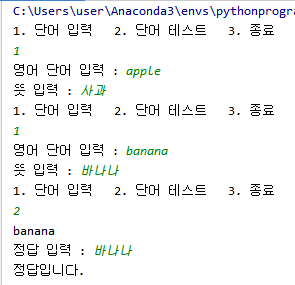 C:\Users\user\Anaconda3\envs\pythonprogra
1. 단어 입력   2. 단어 테스트   3. 종료
1
영어 단어 입력 : apple
뜻 입력 : 사과
1. 단어 입력   2. 단어 테스트   3. 종료
1
영어 단어 입력 : banana
뜻 입력 : 바나나
1. 단어 입력   2. 단어 테스트   3. 종료
2
banana
정답 입력 : 바나나
정답입니다.